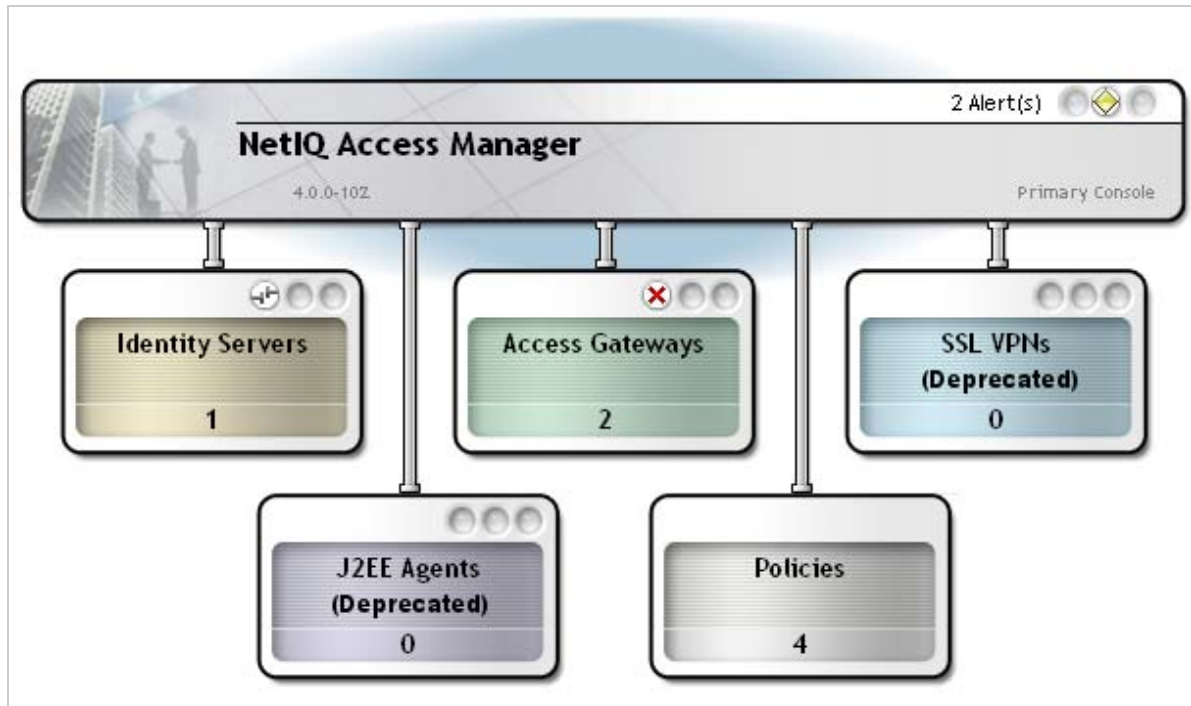 2 Alert(s)
NetIQ Access Manager
4.0.0-102
Primary Console
Identity Servers
1
Access Gateways
2
SSL VPNs
(Deprecated)
0
J2EE Agents
(Deprecated)
0
Policies
4